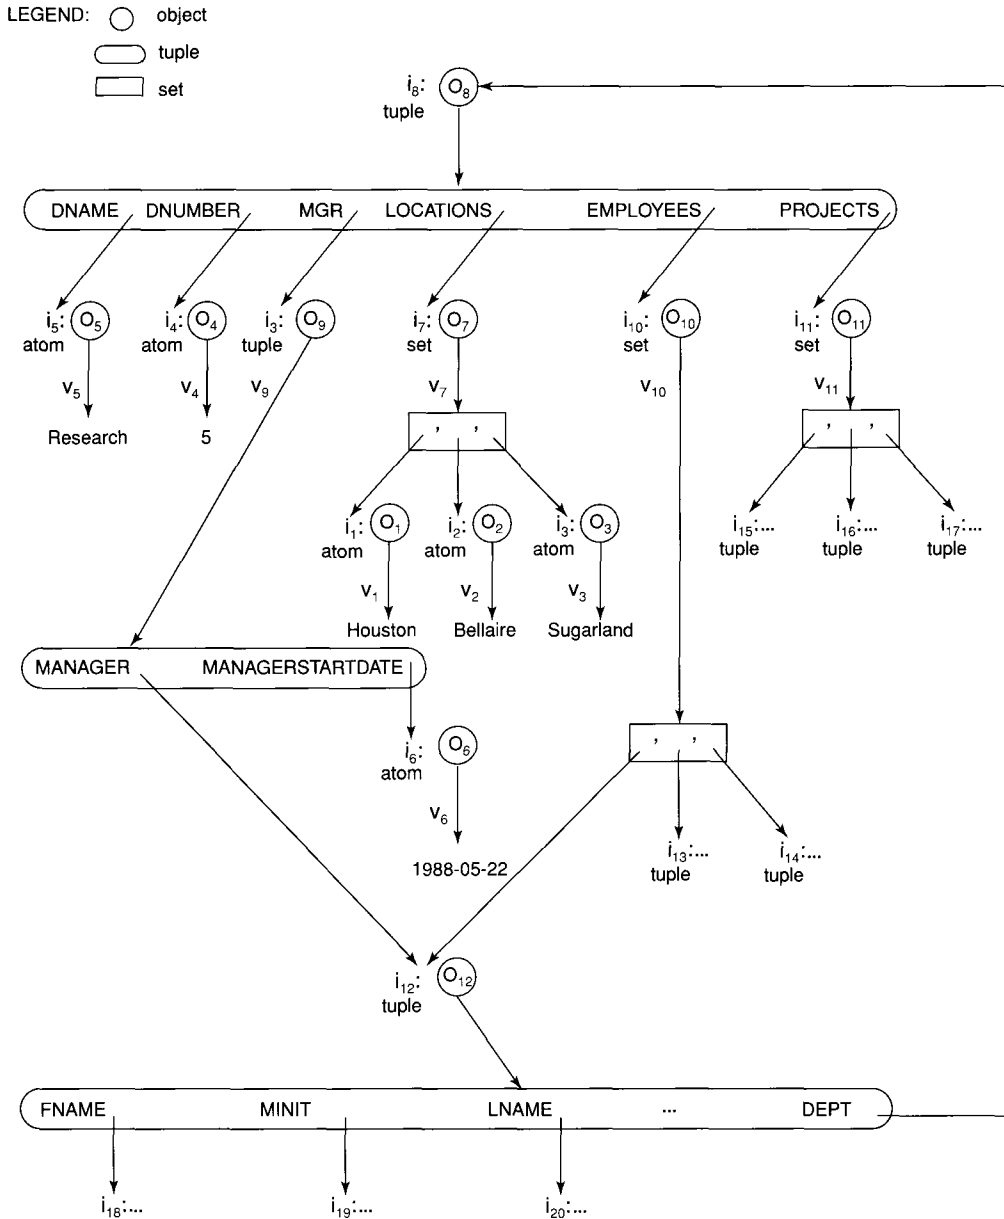 LEGEND: object
tuple
set
i8: O8
tuple
DNAME DNUMBER MGR LOCATIONS EMPLOYEES PROJECTS
i5: O5 i4: O4 i3: O9 i7: O7 i10: O10 i11: O11
atom atom tuple set set set
v5 v4 v9 v7 v10 v11
Research 5 , , , ,
i1: O1 i2: O2 i3: O3 i15:... i16:... i17:...
atom atom atom tuple tuple tuple
v1 v2 v3
Houston Bellaire Sugarland
MANAGER MANAGERSTARTDATE
i6: O6 , ,
atom
v6
1988-05-22 i13:... i14:...
tuple tuple
i12: O12
tuple
FNAME MINIT LNAME ... DEPT
i18:... i19:... i20:...